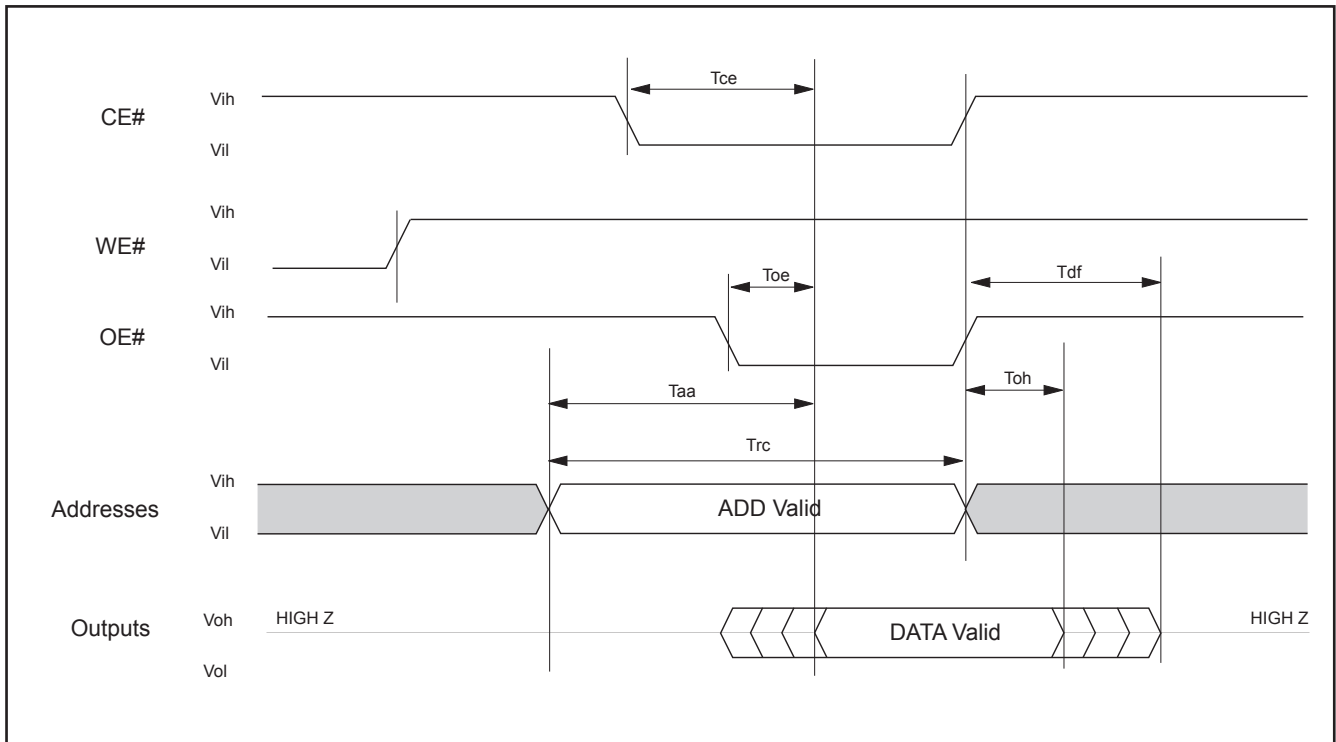 Tce
Vih
CE#
Vil
Vih
WE#
Vil
Toe
Tdf
Vih
OE#
Vil
Toh
Taa
Trc
Vih
Addresses
ADD Valid
Vil
Voh
HIGH Z
HIGH Z
Outputs
DATA Valid
Vol